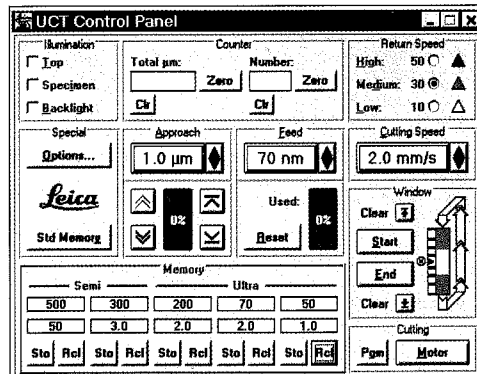 UCT Control Panel
Illumination
Top
Specimen
Backlight
Counter
Total µm: Number:
Zero Zero
Clr Clr
Return Speed
High: 50
Medium: 30
Low: 10
Special
Options...
Leica
Std Memory
Approach
1.0 µm
0%
Feed
70 nm
Used:
Reset
0%
Cutting Speed
2.0 mm/s
Window
Clear
Start
End
Clear
Memory
Semi Ultra
500 300 200 70 50
50 3.0 2.0 2.0 1.0
Sto Rcl Sto Rcl Sto Rcl Sto Rcl Sto Rcl
Cutting
Pgm Motor